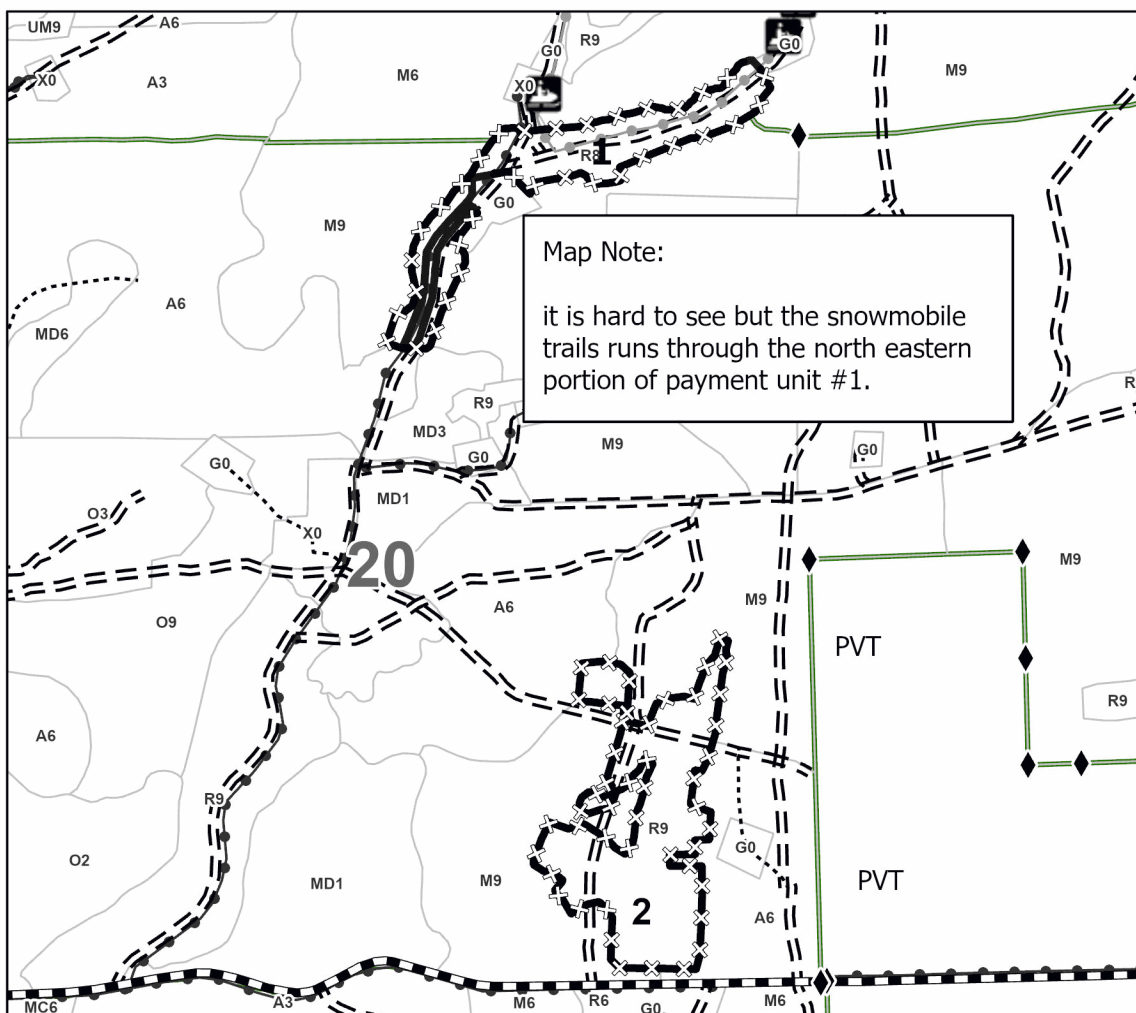 UM9
A6
G0
R9
G0
X0
A3
M6
X0
M9
R8
1
M9
G0
Map Note:
it is hard to see but the snowmobile
trails runs through the north eastern
portion of payment unit #1.
A6
MD6
R
R9
MD3
M9
G0
G0
G0
MD1
O3
X0
20
M9
A6
M9
O9
PVT
R9
A6
R9
R9
G0
O2
MD1
M9
PVT
2
A6
MC6
A3
M6
R6
G0
M6